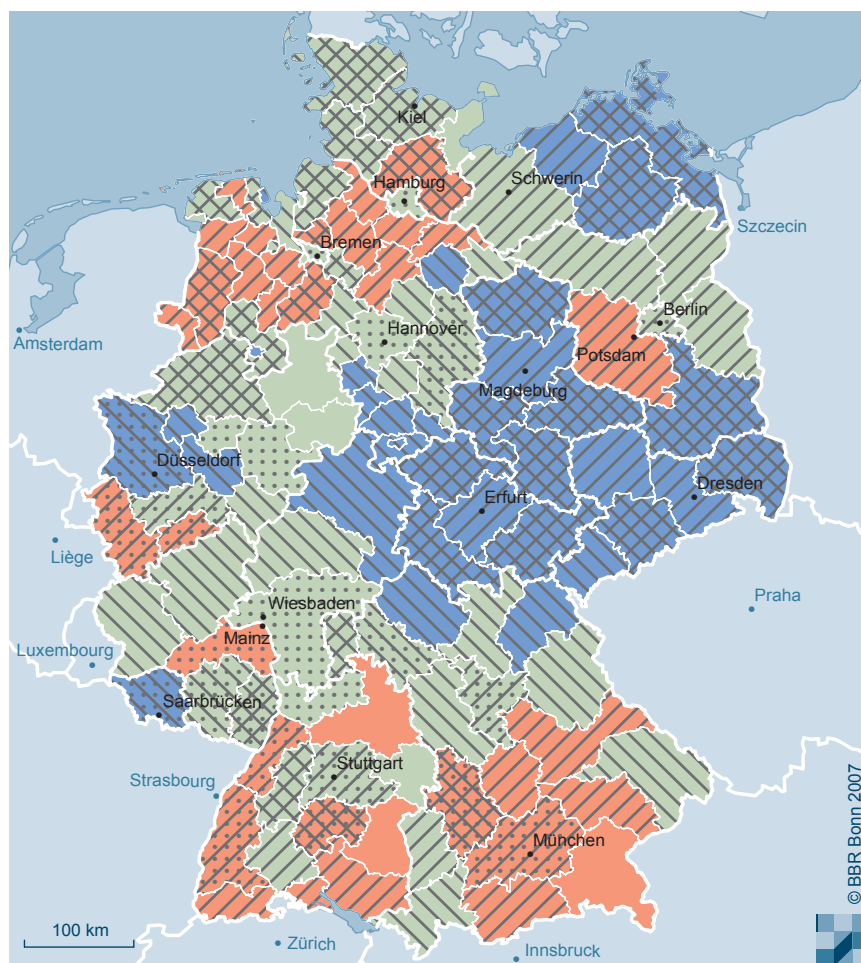 Kiel
Hamburg
Schwerin
Szczecin
Bremen
Berlin
Amsterdam
Hannover
Potsdam
Magdeburg
Düsseldorf
Dresden
Erfurt
Liège
Praha
Wiesbaden
Mainz
Luxembourg
Saarbrücken
Stuttgart
Strasbourg
München
© BBR Bonn 2007
100 km
Zürich
Innsbruck